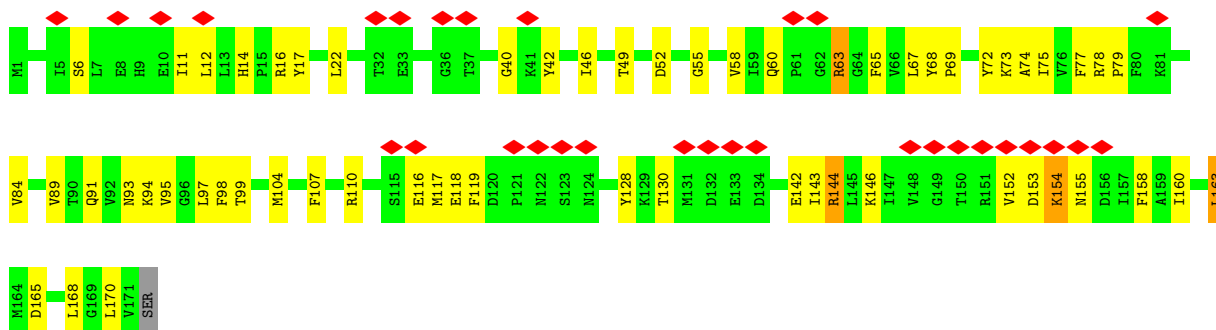 M1 I5 S6 L7 E8 H9 E10 I11 L12 L13 H14 P15 R16 Y17 L22 T32 E33 G36 T37 G40 K41 Y42 I46 T49 D52 G55 V58 I59 Q60 P61 G62 R63 G64 F65 V66 L67 Y68 P69 Y72 K73 A74 I75 V76 F77 R78 P79 F80 K81
V84 V89 T90 Q91 V92 N93 K94 V95 G96 L97 F98 T99 M104 F107 R110 S115 E116 M117 E118 F119 D120 P121 N122 S123 N124 Y128 K129 T130 M131 D132 E133 D134 E142 I143 R144 L145 K146 I147 V148 G149 T150 R151 V152 D153 K154 N155 D156 I157 F158 A159 I160
M164 D165 L168 G169 L170 V171 SER